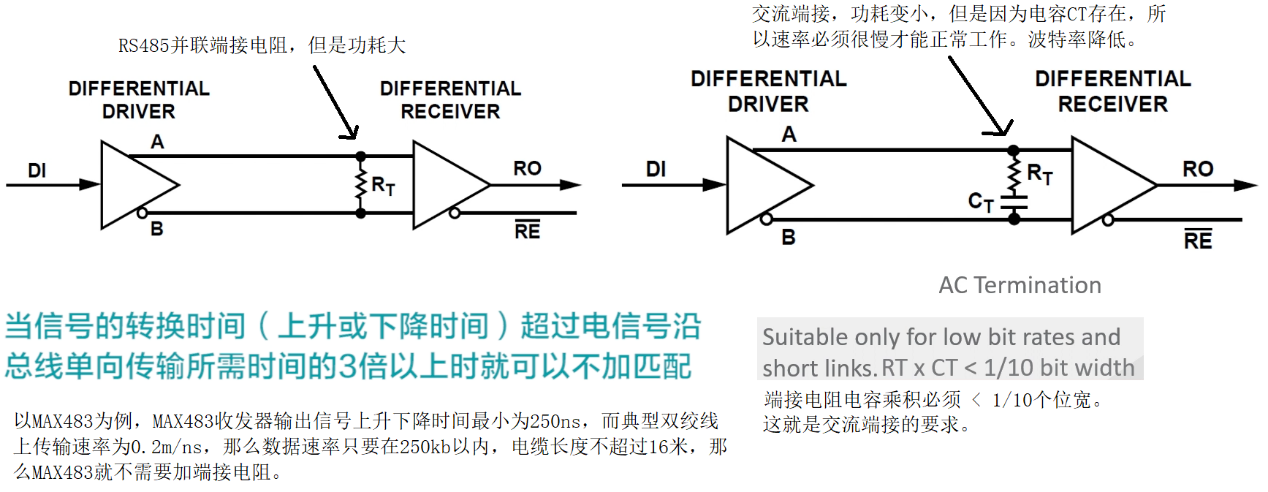 RS485并联端接电阻，但是功耗大
DIFFERENTIAL
DRIVER
DIFFERENTIAL
RECEIVER
A
DI
RT
RO
B
RE
当信号的转换时间（上升或下降时间）超过电信号沿
总线单向传输所需时间的3倍以上时就可以不加匹配
以MAX483为例，MAX483收发器输出信号上升下降时间最小为250ns，而典型双绞线
上传输速率为0.2m/ns，那么数据速率只要在250kb以内，电缆长度不超过16米，那
么MAX483就不需要加端接电阻。
交流端接，功耗变小，但是因为电容CT存在，所
以速率必须很慢才能正常工作。波特率降低。
DIFFERENTIAL
DRIVER
DIFFERENTIAL
RECEIVER
A
DI
RT
RO
CT
B
RE
AC Termination
Suitable only for low bit rates and
short links. RT x CT < 1/10 bit width
端接电阻电容乘积必须 < 1/10个位宽。
这就是交流端接的要求。